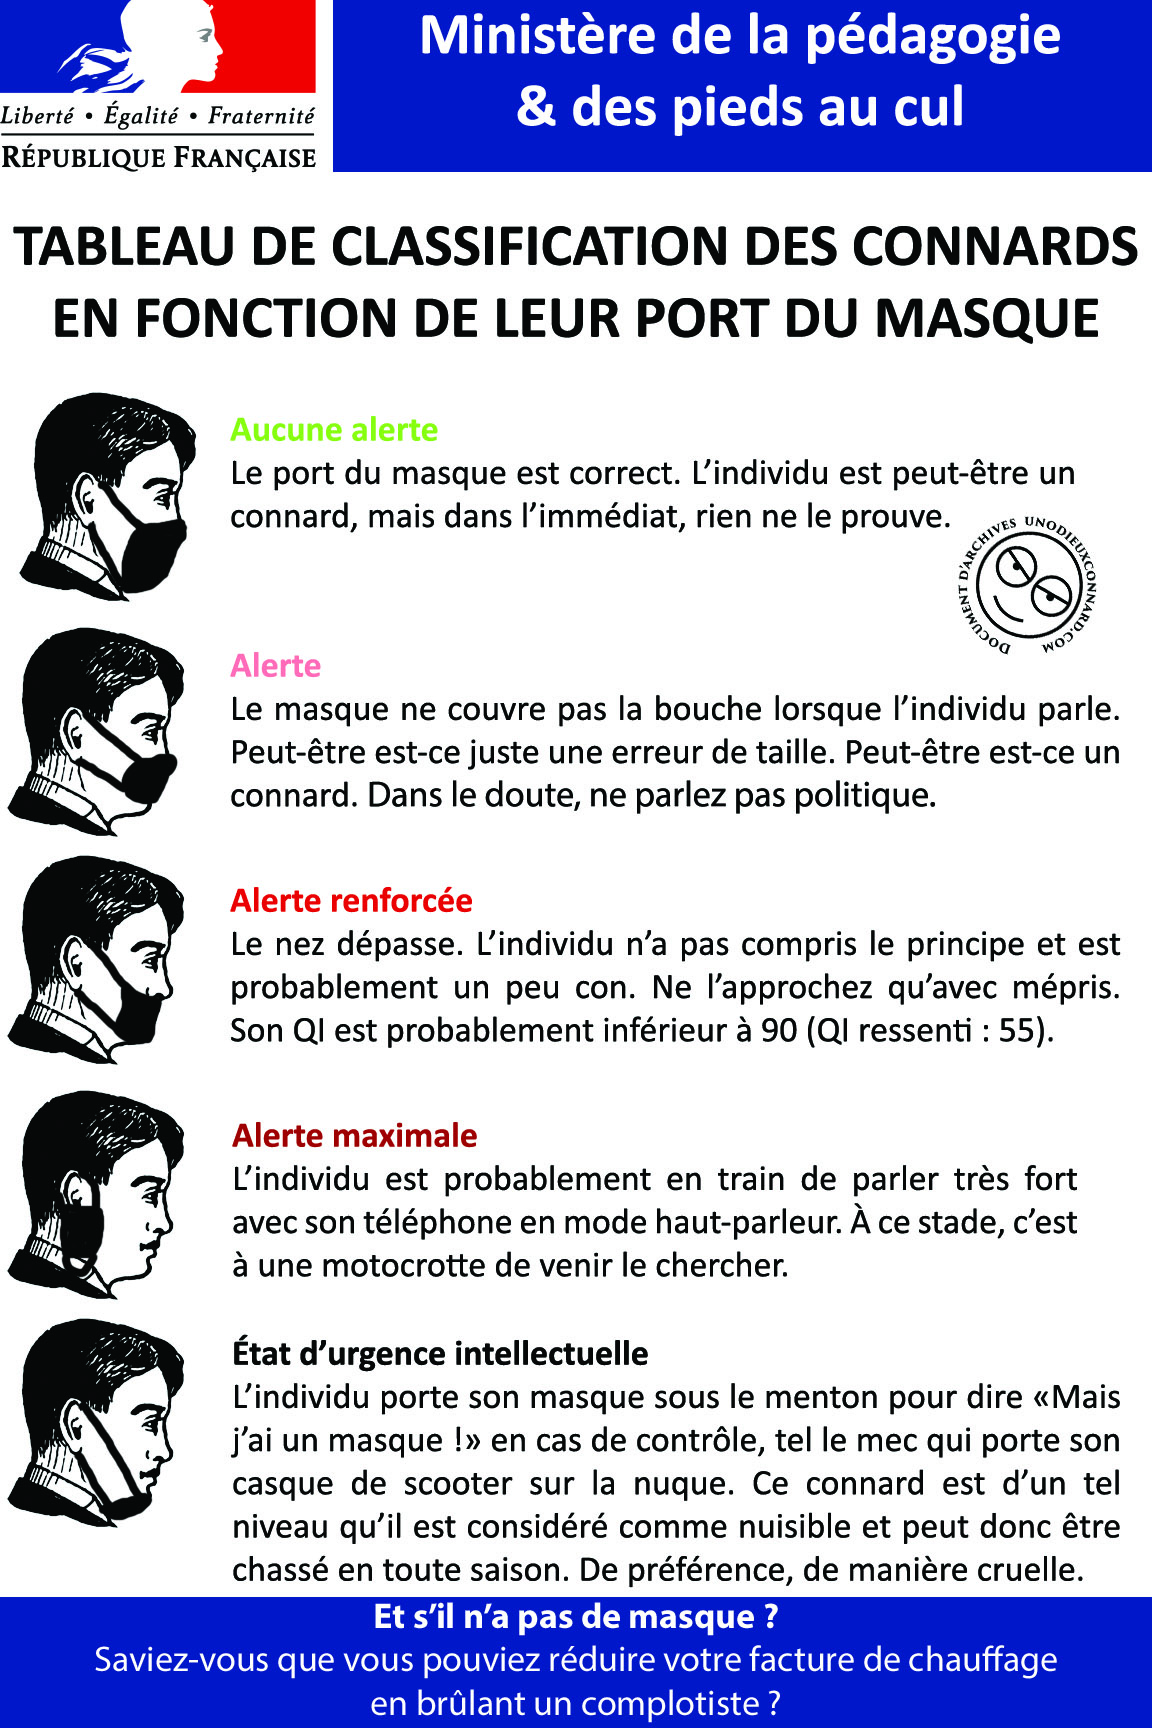 Liberté • Égalité • Fraternité
RÉPUBLIQUE FRANÇAISE
Ministère de la pédagogie
& des pieds au cul
TABLEAU DE CLASSIFICATION DES CONNARDS
EN FONCTION DE LEUR PORT DU MASQUE
Aucune alerte
Le port du masque est correct. L’individu est peut-être un
connard, mais dans l’immédiat, rien ne le prouve.
DOCUMENT D'ARCHIVES UNODIEUXCONNARD.COM
Alerte
Le masque ne couvre pas la bouche lorsque l’individu parle.
Peut-être est-ce juste une erreur de taille. Peut-être est-ce un
connard. Dans le doute, ne parlez pas politique.
Alerte renforcée
Le nez dépasse. L’individu n’a pas compris le principe et est
probablement un peu con. Ne l’approchez qu’avec mépris.
Son QI est probablement inférieur à 90 (QI ressenti : 55).
Alerte maximale
L’individu est probablement en train de parler très fort
avec son téléphone en mode haut-parleur. À ce stade, c’est
à une motocrotte de venir le chercher.
État d’urgence intellectuelle
L’individu porte son masque sous le menton pour dire «Mais
j’ai un masque !» en cas de contrôle, tel le mec qui porte son
casque de scooter sur la nuque. Ce connard est d’un tel
niveau qu’il est considéré comme nuisible et peut donc être
chassé en toute saison. De préférence, de manière cruelle.
Et s’il n’a pas de masque ?
Saviez-vous que vous pouviez réduire votre facture de chauffage
en brûlant un complotiste ?